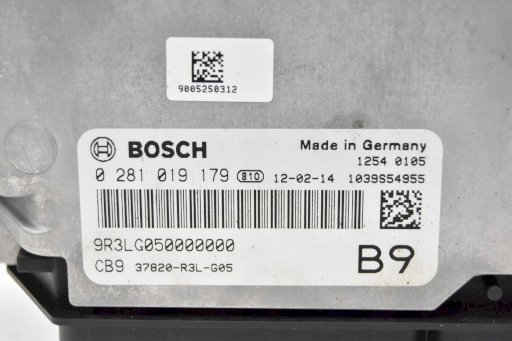 9005250312
BOSCH
Made in Germany
1254 0105
0 281 019 179 810 12-02-14 1039S54955
9R3LG050000000
CB9 37820-R3L-G05
B9